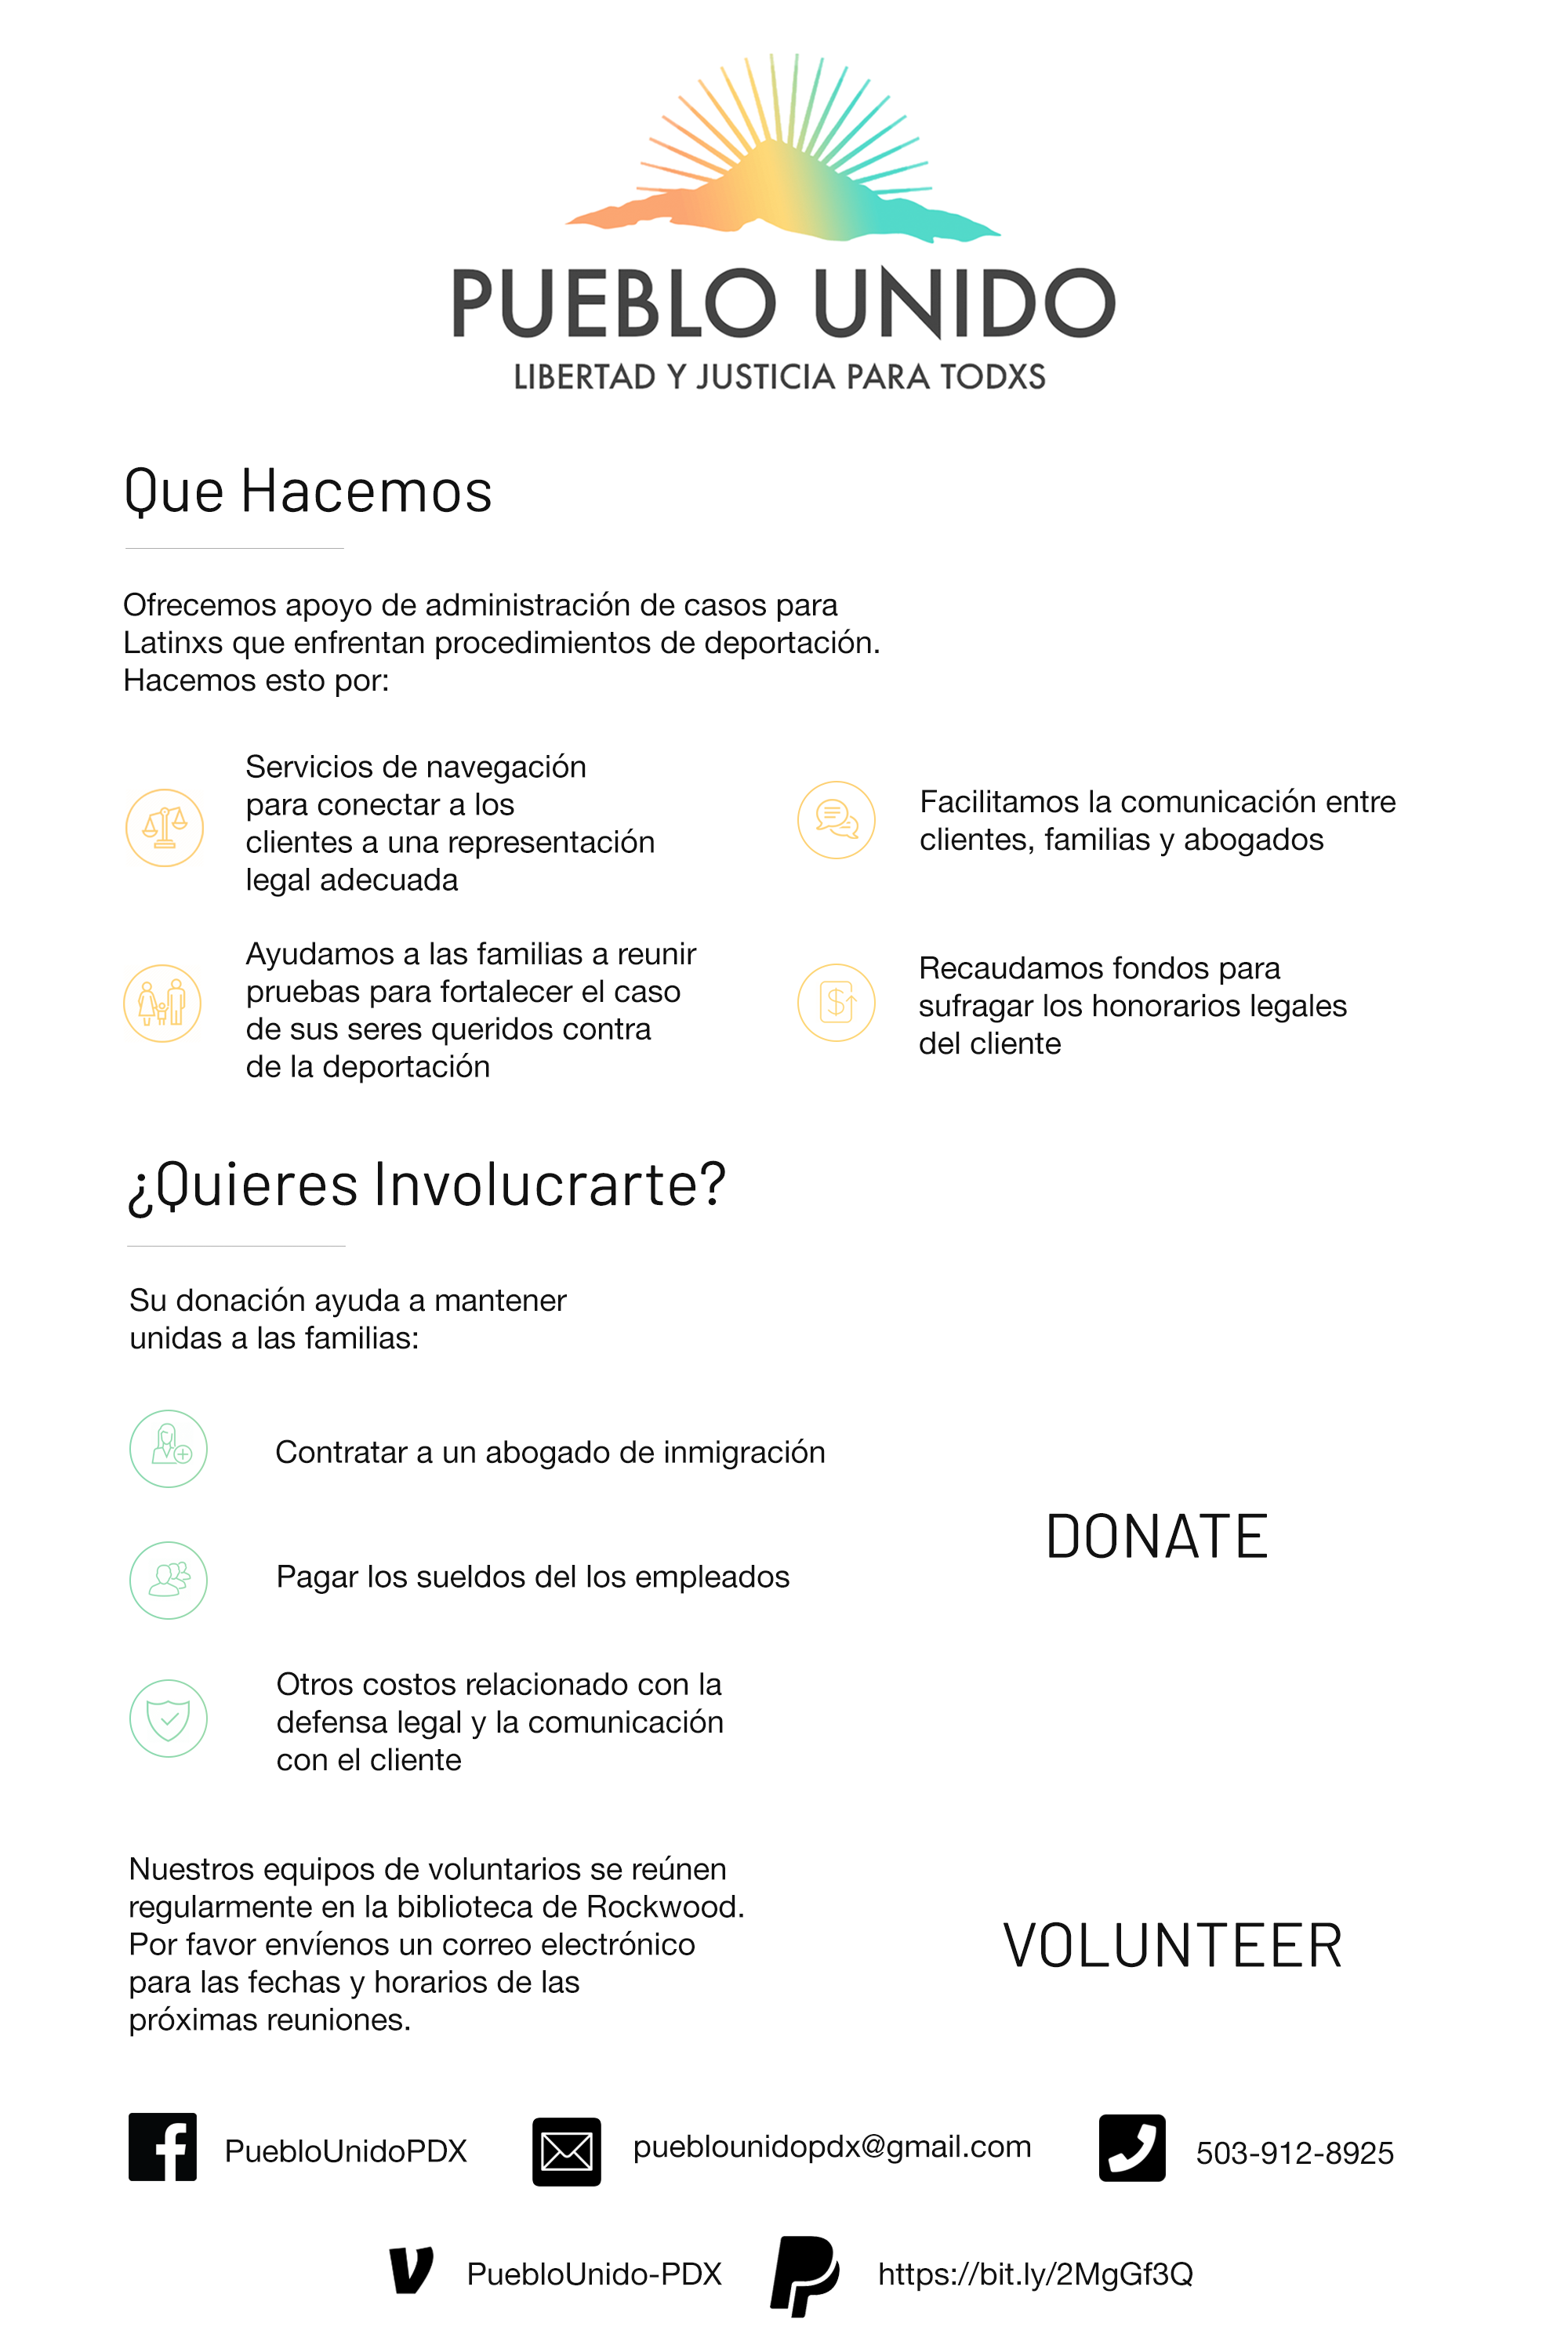 PUEBLO UNIDO
LIBERTAD Y JUSTICIA PARA TODXS
Que Hacemos
Ofrecemos apoyo de administración de casos para
Latinxs que enfrentan procedimientos de deportación.
Hacemos esto por:
Servicios de navegación
para conectar a los
clientes a una representación
legal adecuada
Facilitamos la comunicación entre
clientes, familias y abogados
Ayudamos a las familias a reunir
pruebas para fortalecer el caso
de sus seres queridos contra
de la deportación
Recaudamos fondos para
sufragar los honorarios legales
del cliente
¿Quieres Involucrarte?
Su donación ayuda a mantener
unidas a las familias:
Contratar a un abogado de inmigración
Pagar los sueldos del los empleados
Otros costos relacionado con la
defensa legal y la comunicación
con el cliente
DONATE
Nuestros equipos de voluntarios se reúnen
regularmente en la biblioteca de Rockwood.
Por favor envíenos un correo electrónico
para las fechas y horarios de las
próximas reuniones.
VOLUNTEER
PuebloUnidoPDX
pueblounidopdx@gmail.com
503-912-8925
PuebloUnido-PDX
https://bit.ly/2MgGf3Q